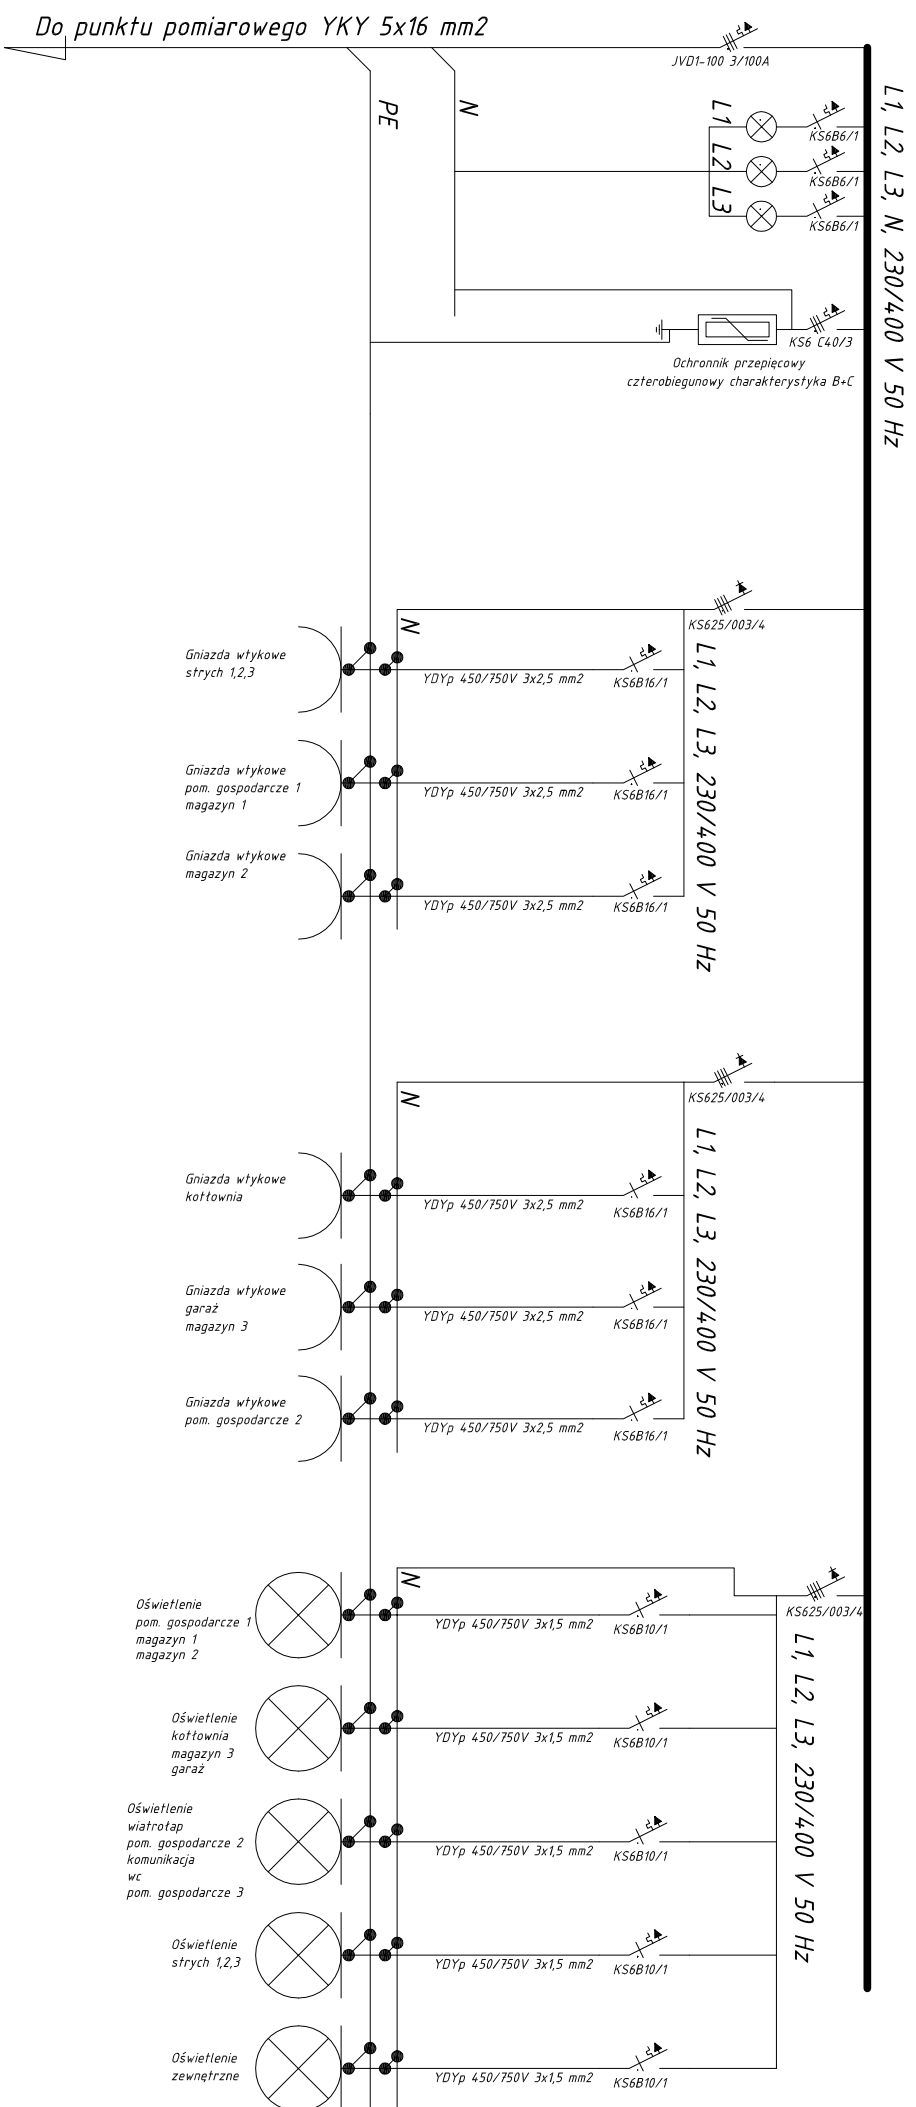 Do punktu pomiarowego YKY 5x16 mm2
JVD1-100 3/100A
L1, L2, L3, N, 230/400 V 50 Hz
PE
N
L1
KS6B6/1
L2
KS6B6/1
L3
KS6B6/1
KS6 C40/3
Ochronnik przepięcowy
czterobiegunowy charakterystyka B+C
KS625/003/4
N
L1, L2, L3, 230/400 V 50 Hz
Gniazda wtykowe
strych 1,2,3
YDYp 450/750V 3x2,5 mm2
KS6B16/1
Gniazda wtykowe
pom. gospodarcze 1
magazyn 1
YDYp 450/750V 3x2,5 mm2
KS6B16/1
Gniazda wtykowe
magazyn 2
YDYp 450/750V 3x2,5 mm2
KS6B16/1
KS625/003/4
N
L1, L2, L3, 230/400 V 50 Hz
Gniazda wtykowe
kotłownia
YDYp 450/750V 3x2,5 mm2
KS6B16/1
Gniazda wtykowe
garaż
magazyn 3
YDYp 450/750V 3x2,5 mm2
KS6B16/1
Gniazda wtykowe
pom. gospodarcze 2
YDYp 450/750V 3x2,5 mm2
KS6B16/1
KS625/003/4
N
L1, L2, L3, 230/400 V 50 Hz
Oświetlenie
pom. gospodarcze 1
magazyn 1
magazyn 2
YDYp 450/750V 3x1,5 mm2
KS6B10/1
Oświetlenie
kotłownia
magazyn 3
garaż
YDYp 450/750V 3x1,5 mm2
KS6B10/1
Oświetlenie
wiatrołap
pom. gospodarcze 2
komunikacja
wc
pom. gospodarcze 3
YDYp 450/750V 3x1,5 mm2
KS6B10/1
Oświetlenie
strych 1,2,3
YDYp 450/750V 3x1,5 mm2
KS6B10/1
Oświetlenie
zewnętrzne
YDYp 450/750V 3x1,5 mm2
KS6B10/1